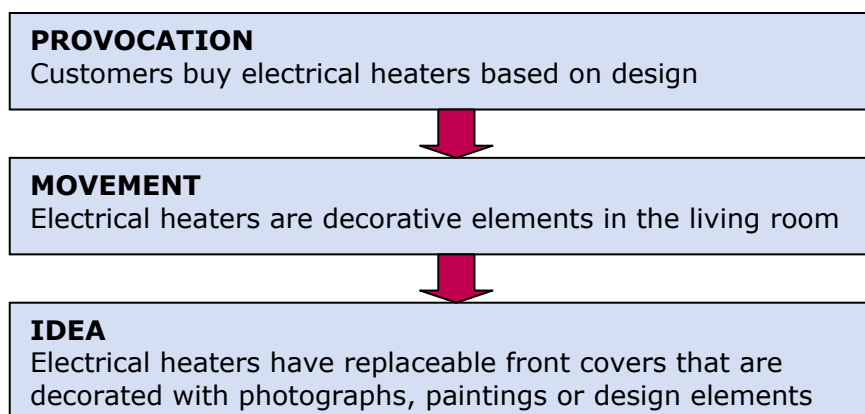 PROVOCATION
Customers buy electrical heaters based on design
MOVEMENT
Electrical heaters are decorative elements in the living room
IDEA
Electrical heaters have replaceable front covers that are
decorated with photographs, paintings or design elements